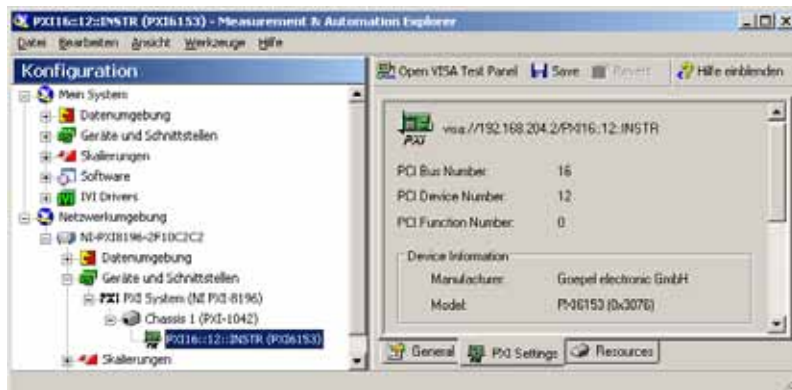 PXI16::12::INSTR (PXI6153) - Measurement & Automation Explorer
Datei Bearbeiten Ansicht Werkzeuge Hilfe
Konfiguration
Mein System
Datenumgebung
Geräte und Schnittstellen
Skalierungen
Software
IVI Drivers
Netzwerkumgebung
NI-PXI8196-2F10C2C2
Datenumgebung
Geräte und Schnittstellen
PXI PXI System (NI PXI-8196)
Chassis 1 (PXI-1042)
PXI16::12::INSTR (PXI6153)
Skalierungen
Open VISA Test Panel Save Revert Hilfe einblenden
PXI
visa://192.168.204.2/PXI16::12::INSTR
PCI Bus Number: 16
PCI Device Number: 12
PCI Function Number: 0
Device Information
Manufacturer: Goepel electronic GmbH
Model: PXI6153 (0x3076)
General PXI Settings Resources